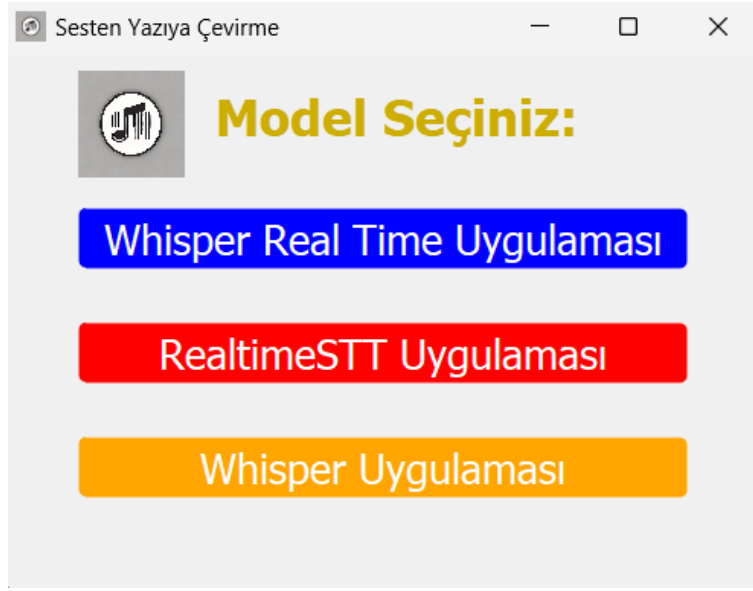 Sesten Yazıya Çevirme
Model Seçiniz:
Whisper Real Time Uygulaması
RealtimeSTT Uygulaması
Whisper Uygulaması